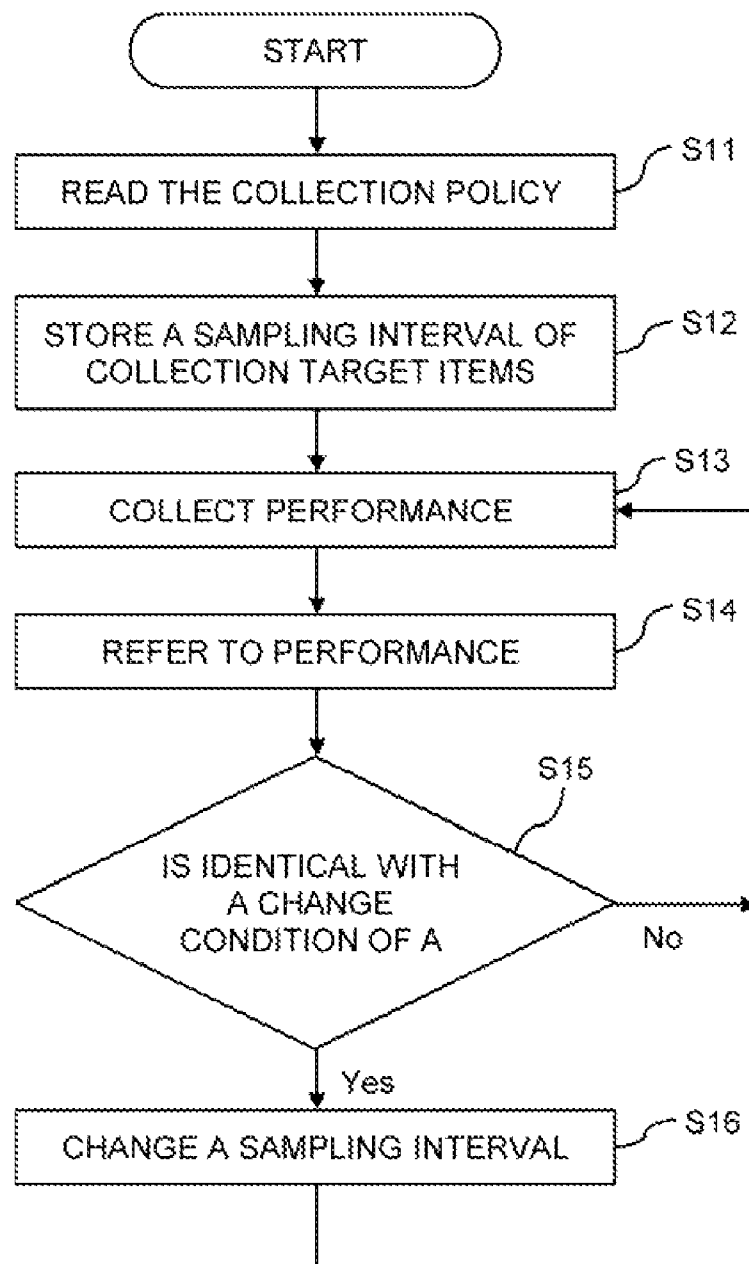 START
S11
READ THE COLLECTION POLICY
S12
STORE A SAMPLING INTERVAL OF
COLLECTION TARGET ITEMS
S13
COLLECT PERFORMANCE
S14
REFER TO PERFORMANCE
S15
IS IDENTICAL WITH
A CHANGE
CONDITION OF A
No
Yes
S16
CHANGE A SAMPLING INTERVAL